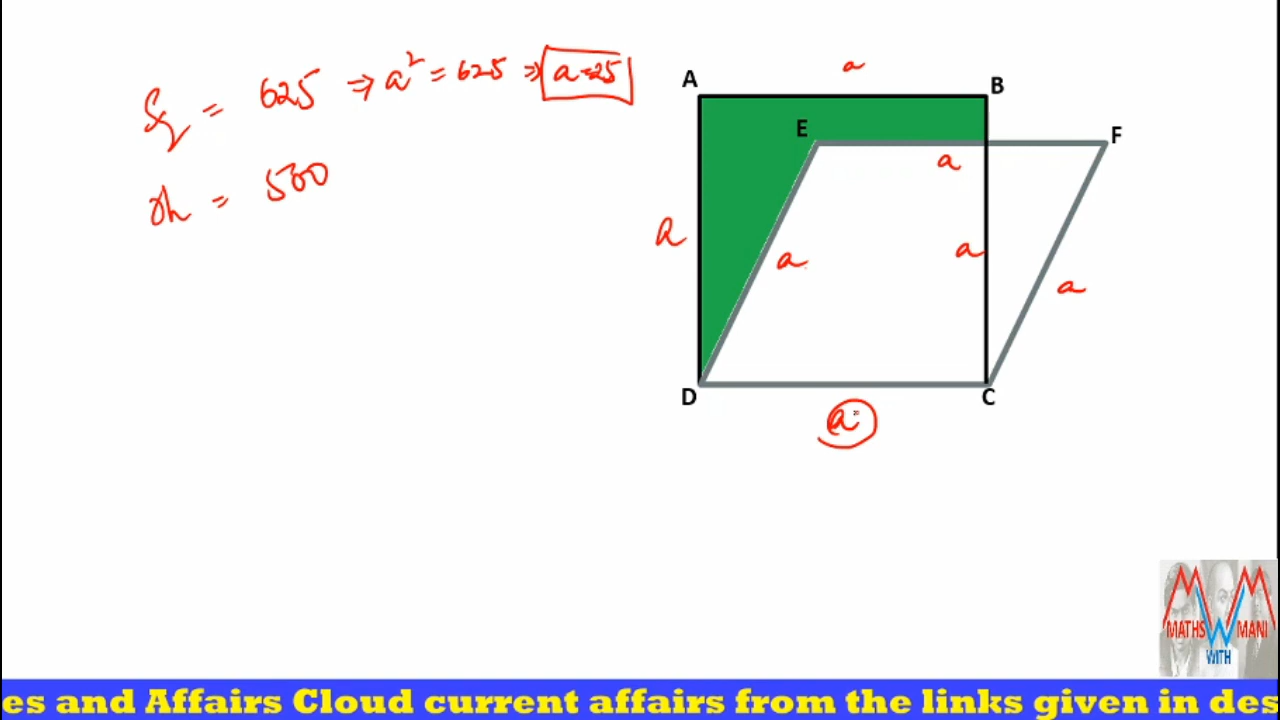 Sq = 625 ⇒ a² = 625 ⇒ a=25
rh = 500
a
A
B
E
F
a
a
a
a
a
D
C
a
MATHS WITH MANI
es and Affairs Cloud current affairs from the links given in des